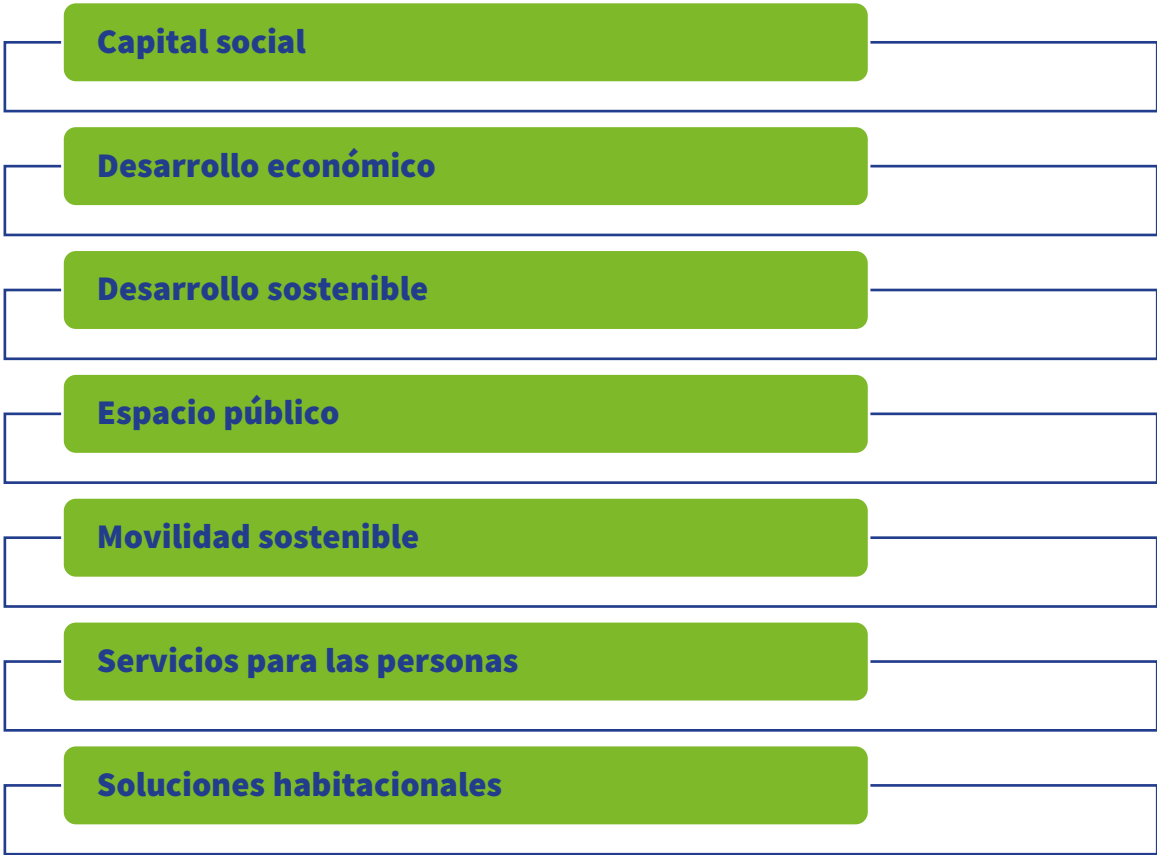 Capital social
Desarrollo económico
Desarrollo sostenible
Espacio público
Movilidad sostenible
Servicios para las personas
Soluciones habitacionales